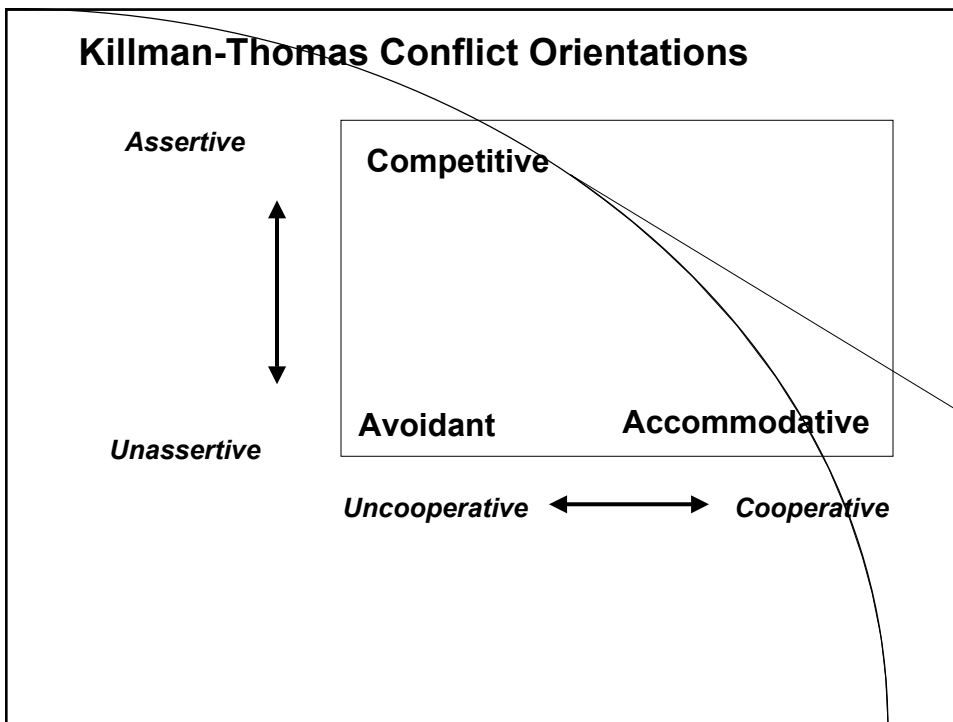 Killman-Thomas Conflict Orientations
Assertive
Competitive
Avoidant
Accommodative
Unassertive
Uncooperative
Cooperative